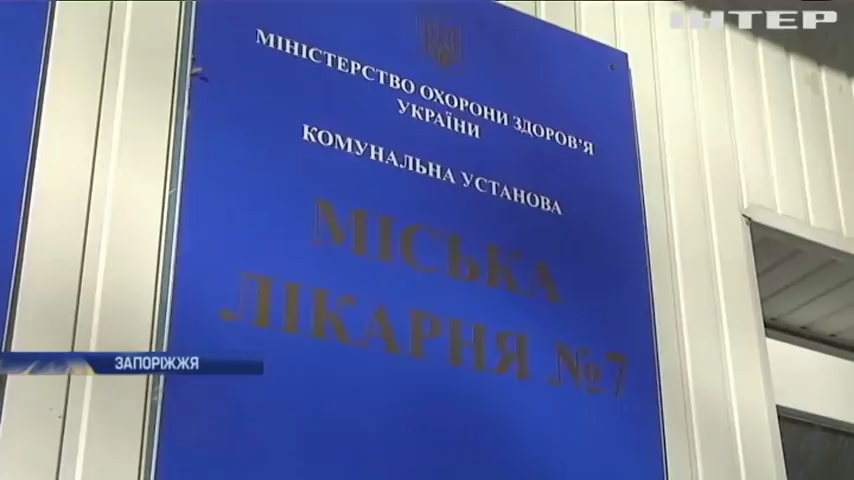 ІНТЕР
МІНІСТЕРСТВО ОХОРОНИ ЗДОРОВ'Я
УКРАЇНИ
КОМУНАЛЬНА УСТАНОВА
МІСЬКА
ЛІКАРНЯ №7
ЗАПОРІЖЖЯ